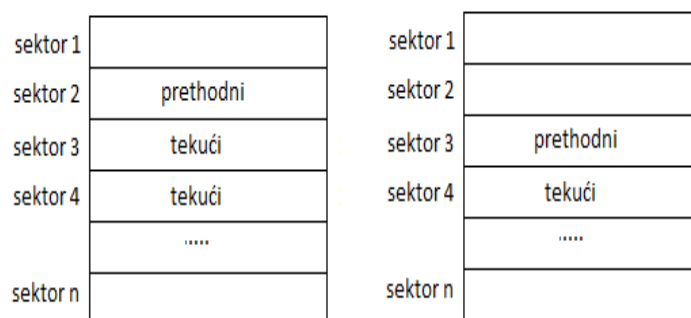 sektor 1
sektor 2 prethodni
sektor 3 tekući
sektor 4 tekući
.....
sektor n
sektor 1
sektor 2
sektor 3 prethodni
sektor 4 tekući
.....
sektor n